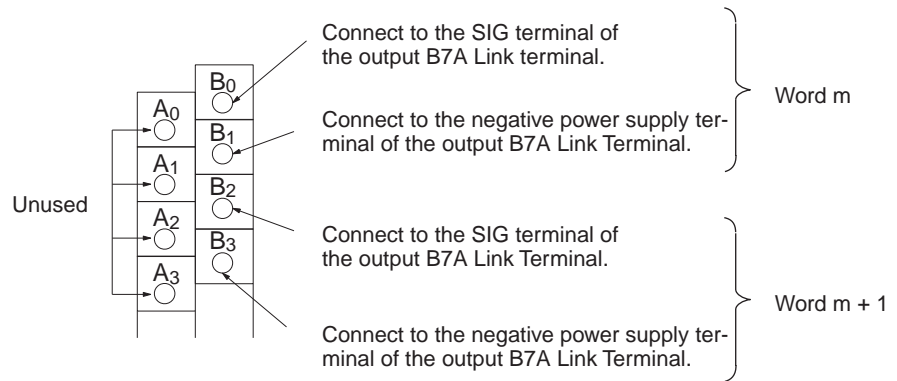 Connect to the SIG terminal of
the output B7A Link terminal.
Word m
B0
A0
Connect to the negative power supply ter-
minal of the output B7A Link Terminal.
B1
A1
Unused
B2
A2
Connect to the SIG terminal of
the output B7A Link Terminal.
B3
A3
Word m + 1
Connect to the negative power supply ter-
minal of the output B7A Link Terminal.